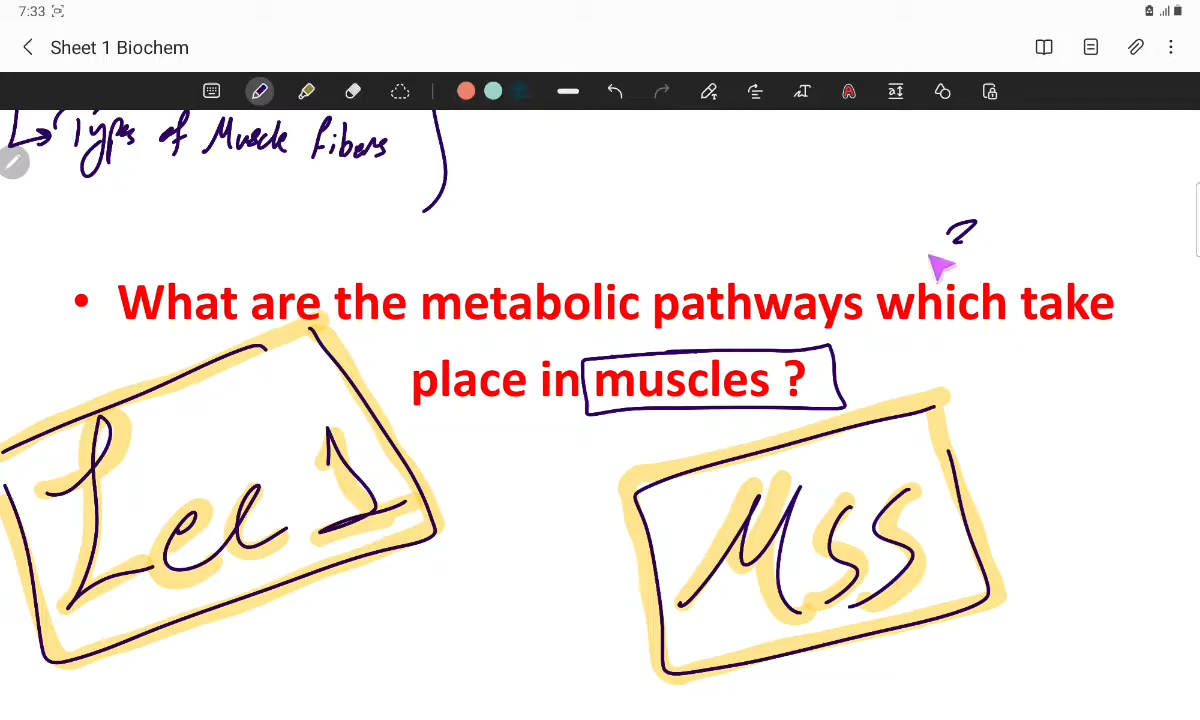 7:33
Sheet 1 Biochem
Types of Muscle fibers
?
• What are the metabolic pathways which take
place in muscles ?
Lec 1
MSS